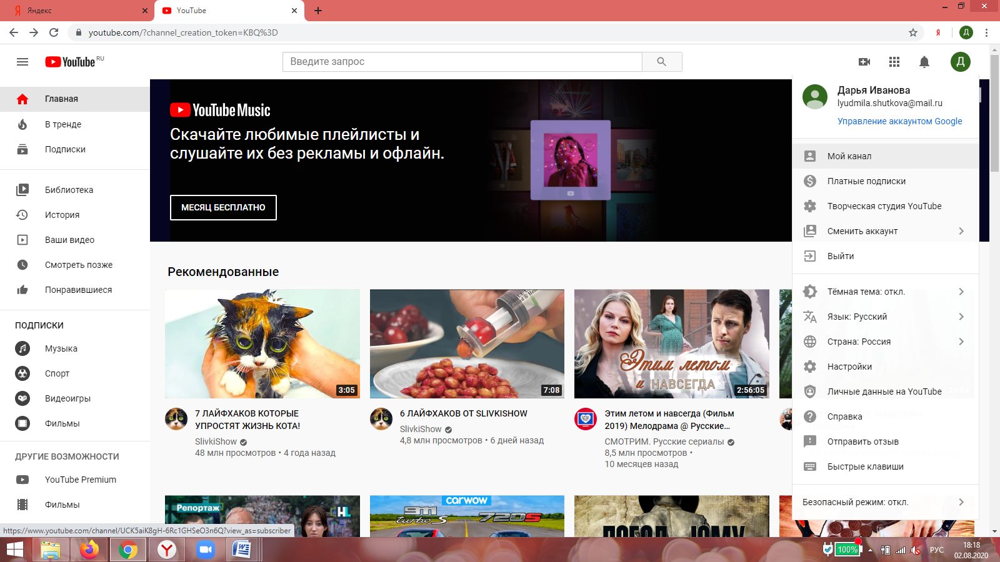 Яндекс
YouTube
youtube.com/?channel_creation_token=KBQ%3D
Я
Д
YouTube RU
Введите запрос
Д
Главная
В тренде
Подписки
Библиотека
История
Ваши видео
Смотреть позже
Понравившиеся
ПОДПИСКИ
Музыка
Спорт
Видеоигры
Фильмы
ДРУГИЕ ВОЗМОЖНОСТИ
YouTube Premium
Фильмы
YouTube Music
Скачайте любимые плейлисты и
слушайте их без рекламы и офлайн.
МЕСЯЦ БЕСПЛАТНО
Рекомендованные
3:05
7 ЛАЙФХАКОВ КОТОРЫЕ
УПРОСТЯТ ЖИЗНЬ КОТА!
SlivkiShow
48 млн просмотров • 4 года назад
7:08
6 ЛАЙФХАКОВ ОТ SLIVKISHOW
SlivkiShow
4,8 млн просмотров • 6 дней назад
Этим летом
и НАВСЕГДА
2:56:05
Этим летом и навсегда (Фильм
2019) Мелодрама @ Русские...
СМОТРИМ. Русские сериалы
8,5 млн просмотров •
10 месяцев назад
Репортаж
HL
carwow
911
turbo S
720S
Дарья Иванова
lyudmila.shutkova@mail.ru
Управление аккаунтом Google
Мой канал
Платные подписки
Творческая студия YouTube
Сменить аккаунт
Выйти
Тёмная тема: откл.
Язык: Русский
Страна: Россия
Настройки
Личные данные на YouTube
Справка
Отправить отзыв
Быстрые клавиши
Безопасный режим: откл.
https://www.youtube.com/channel/UCK5aiK8gH-6Rc1GHSeO3n6Q?view_as=subscriber
100%
РУС
18:18
02.08.2020